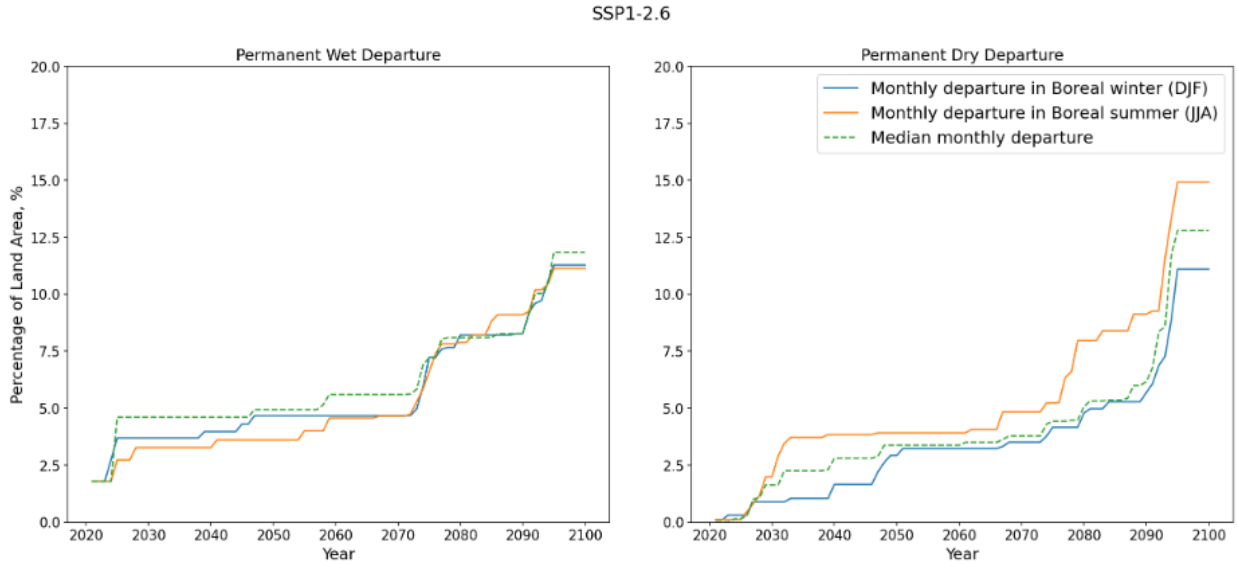 SSP1-2.6
Permanent Wet Departure
Percentage of Land Area, %
20.0
17.5
15.0
12.5
10.0
7.5
5.0
2.5
0.0
2020 2030 2040 2050 2060 2070 2080 2090 2100
Year
Permanent Dry Departure
Monthly departure in Boreal winter (DJF)
Monthly departure in Boreal summer (JJA)
Median monthly departure
20.0
17.5
15.0
12.5
10.0
7.5
5.0
2.5
0.0
2020 2030 2040 2050 2060 2070 2080 2090 2100
Year